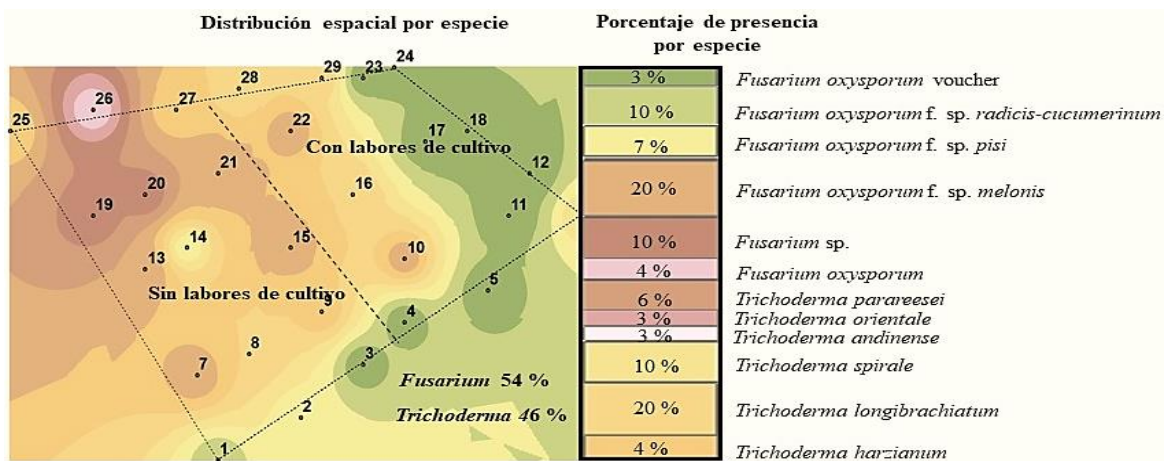 Distribución espacial por especie
Porcentaje de presencia
por especie
24
29
23
28
3 %
Fusarium oxysporum voucher
26
27
10 %
Fusarium oxysporum f. sp. radicis-cucumerinum
25
22
17
18
Con labores de cultivo
7 %
Fusarium oxysporum f. sp. pisi
21
12
20
16
20 %
Fusarium oxysporum f. sp. melonis
19
11
14
15
10
10 %
Fusarium sp.
13
4 %
Fusarium oxysporum
Sin labores de cultivo
5
6 %
Trichoderma parareesei
9
4
3 %
Trichoderma orientale
3 %
Trichoderma andinense
8
3
7
10 %
Trichoderma spirale
Fusarium 54 %
2
Trichoderma 46 %
20 %
Trichoderma longibrachiatum
1
4 %
Trichoderma harzianum